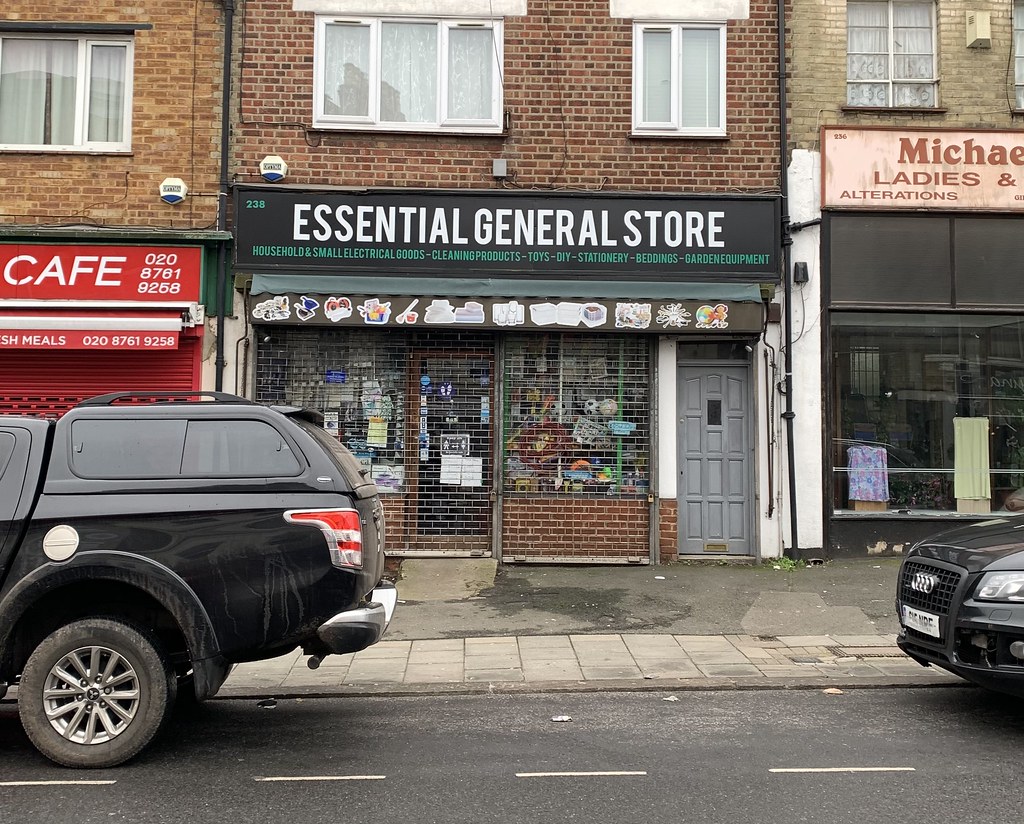 CAFE
020
8761
9258
SH MEALS 020 8761 9258
238
ESSENTIAL GENERAL STORE
HOUSEHOLD & SMALL ELECTRICAL GOODS - CLEANING PRODUCTS - TOYS - DIY - STATIONERY - BEDDINGS - GARDEN EQUIPMENT
236
Michae
LADIES &
ALTERATIONS